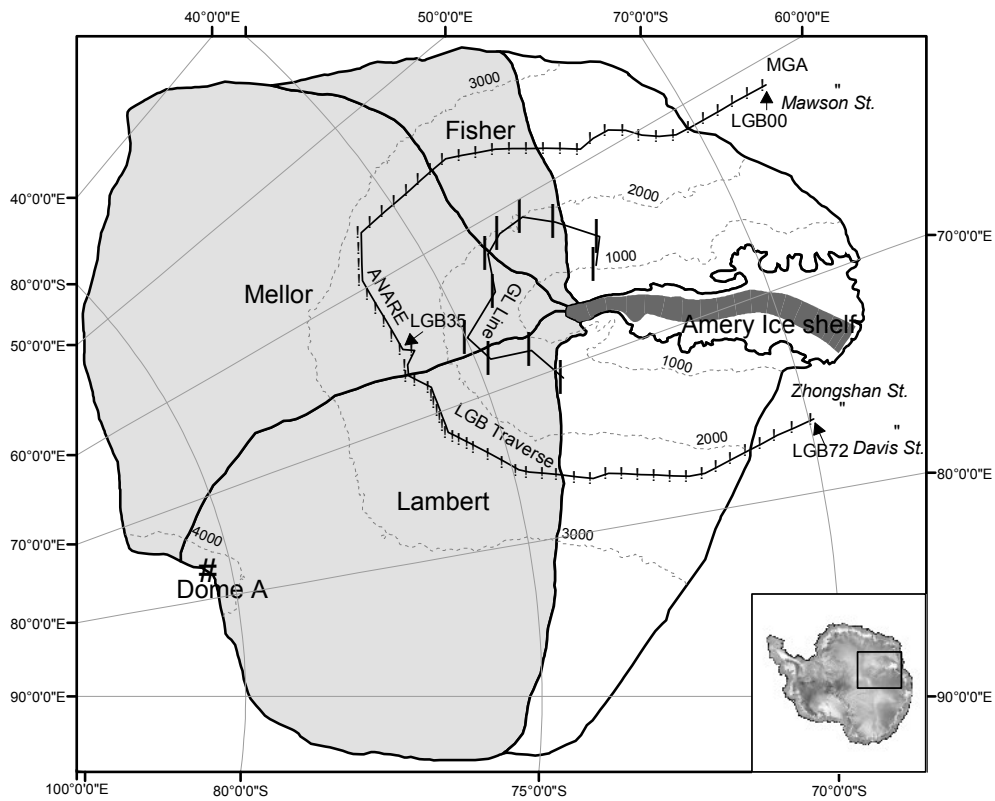 40°0'0"E
50°0'0"E
70°0'0"S
60°0'0"E
3000
MGA
"
Mawson St.
LGB00
Fisher
40°0'0"E
2000
70°0'0"E
1000
80°0'0"S
Mellor
ANARE
GL Line
LGB35
Amery Ice shelf
50°0'0"E
1000
Zhongshan St.
"
"
LGB Traverse
2000
LGB72
Davis St.
60°0'0"E
80°0'0"E
Lambert
4000
3000
70°0'0"E
#
Dome A
80°0'0"E
90°0'0"E
90°0'0"E
100°0'0"E
80°0'0"S
75°0'0"S
70°0'0"S